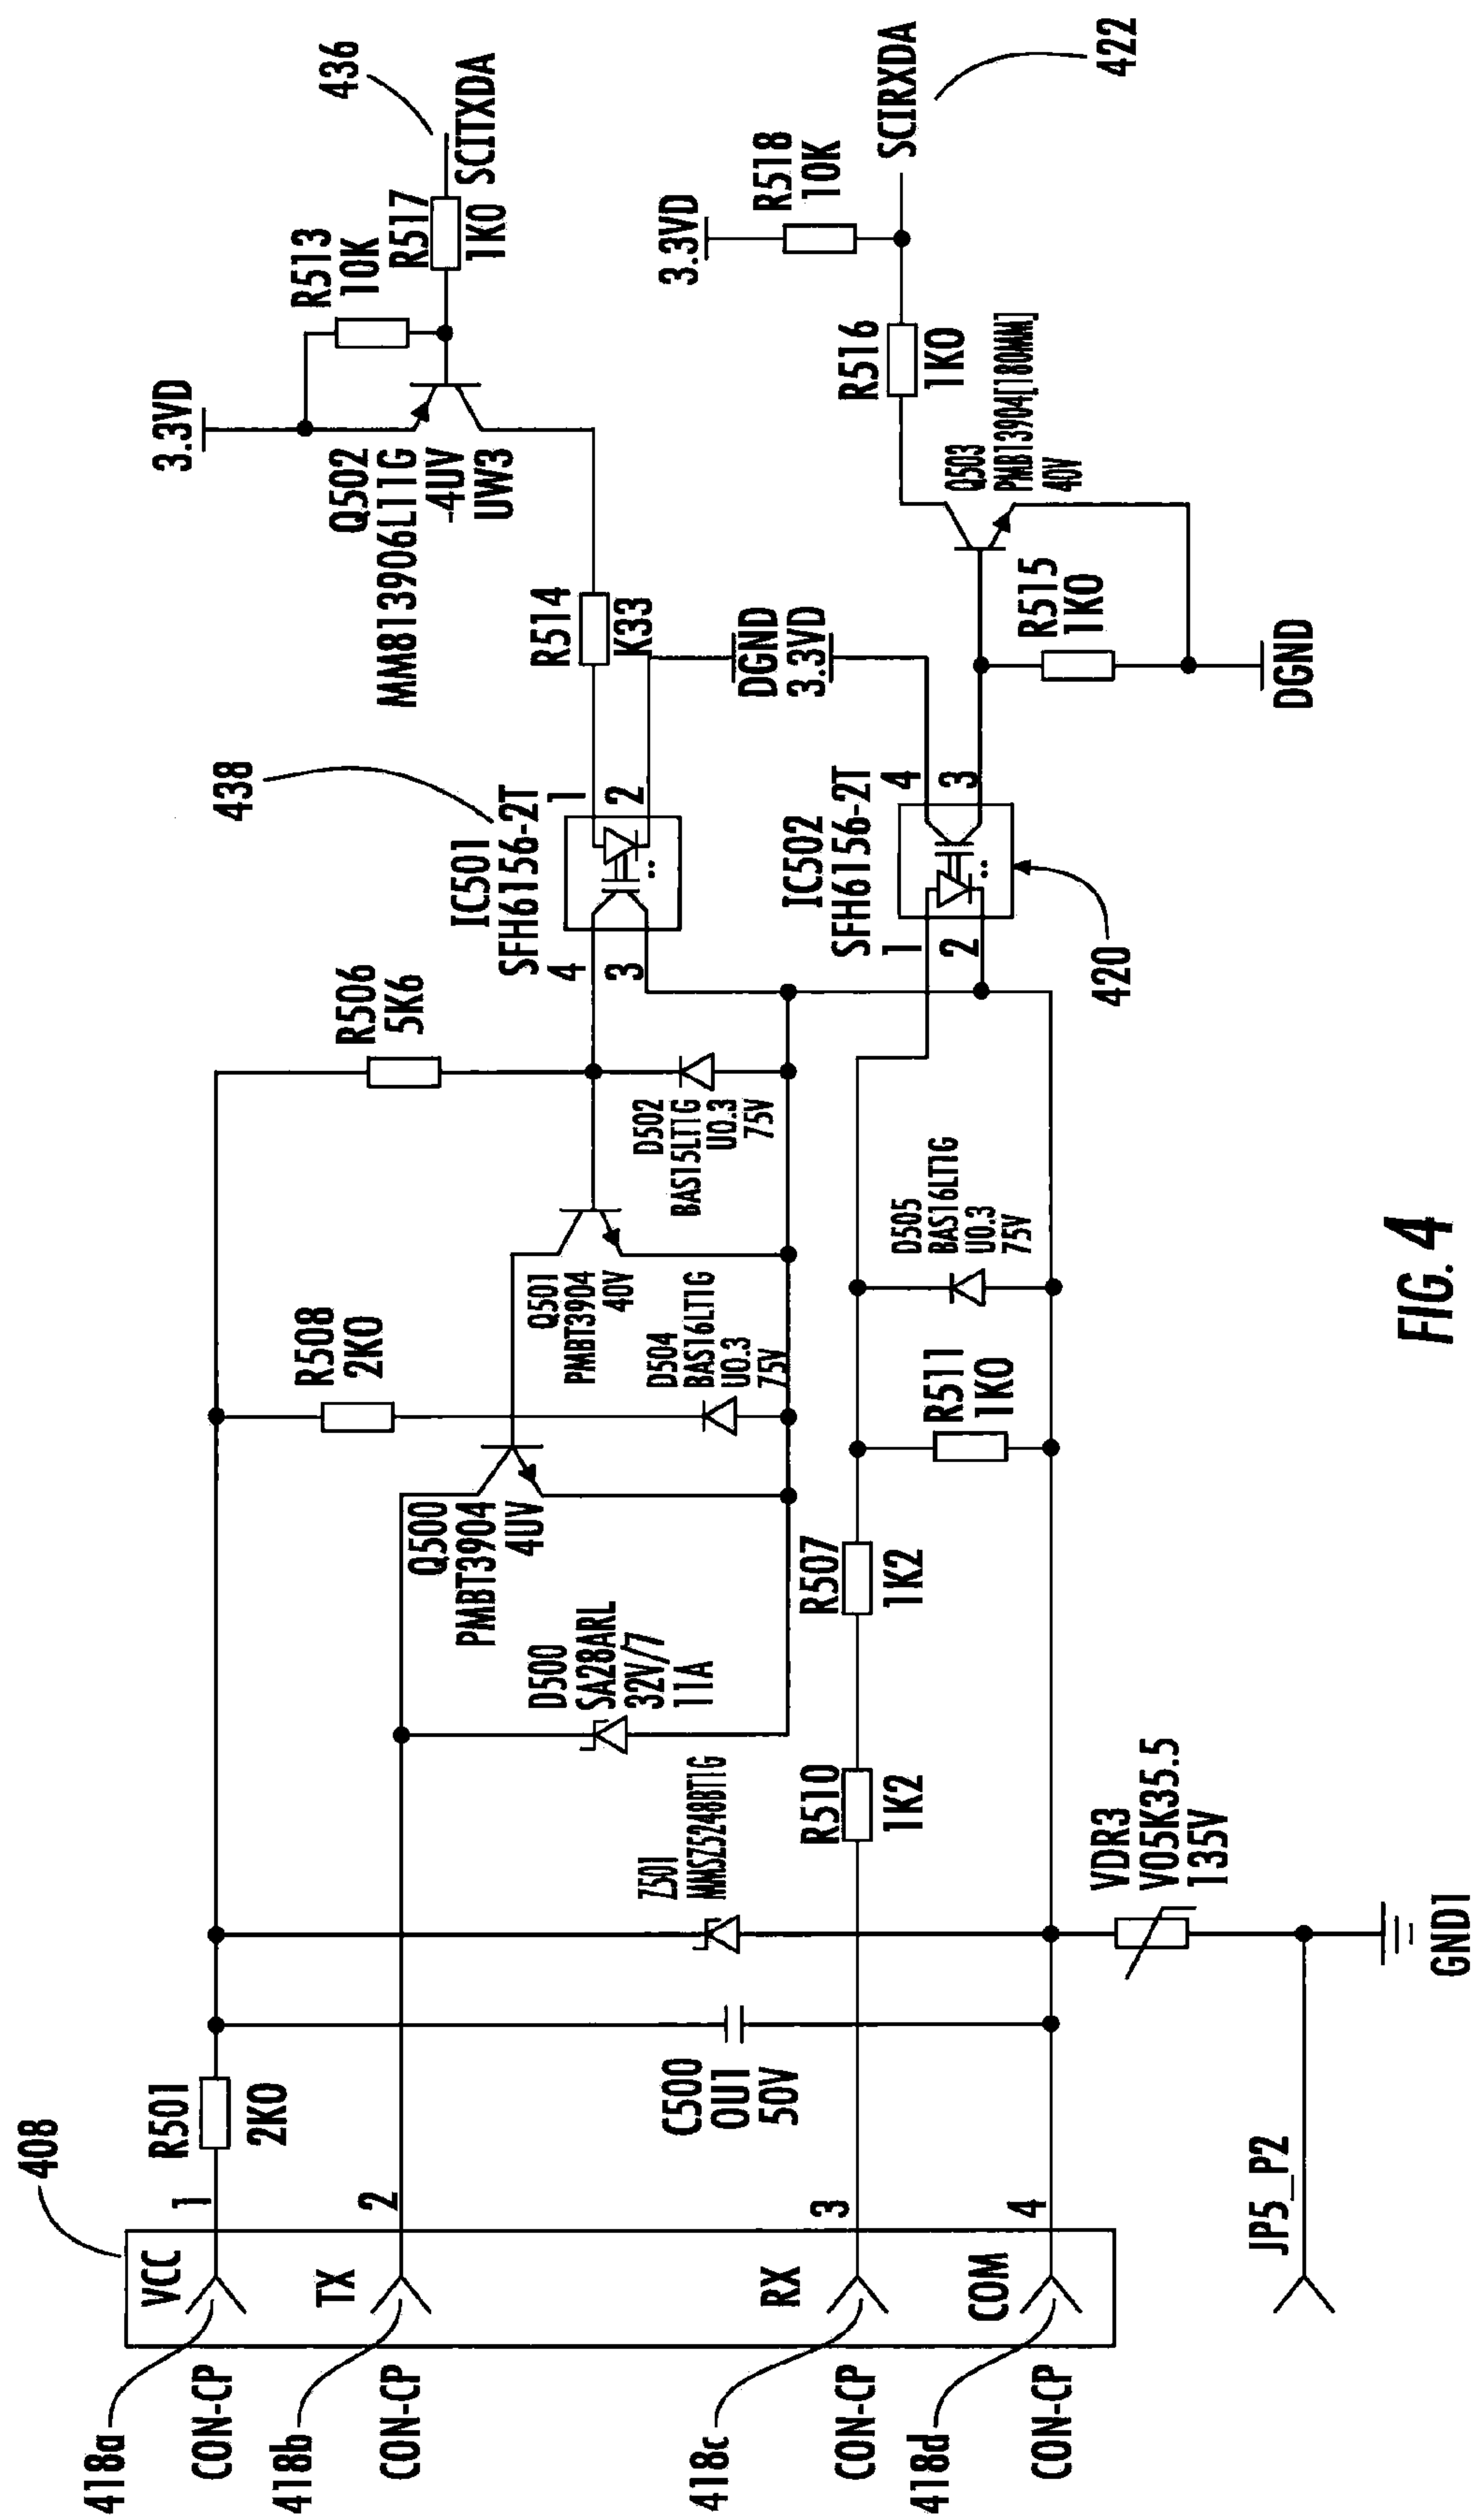 408
418a
CON-CP
VCC
1
R501
2K0
418b
CON-CP
TX
2
418c
CON-CP
RX
3
418d
CON-CP
COM
4
JP5_P2
C500
0U1
50V
Z501
MMSZ5248BT1G
VDR3
V05K35.5
135V
GND1
D500
SA28ARL
32V/7
11A
R510
1K2
R507
1K2
Q500
PMBT3904
4UV
R508
2K0
D504
BAS16LT1G
U0.3
75V
Q501
PMBT3904
40V
R511
1K0
D505
BAS16LT1G
U0.3
75V
D502
BAS15LT1G
U0.3
75V
R506
5K6
IC501
SFH6156-2T
438
4
3
1
2
IC502
SFH6156-2T
1
2
4
3
420
R514
K33
DGND
3.3VD
R515
1K0
DGND
3.3VD
Q502
MM813906L11G
-4UV
UW3
R513
10K
R517
1K0
SCITXDA
436
Q503
PMB13904[180MM]
40V
R516
1K0
3.3VD
R518
10K
SCIRXDA
422
FIG. 4